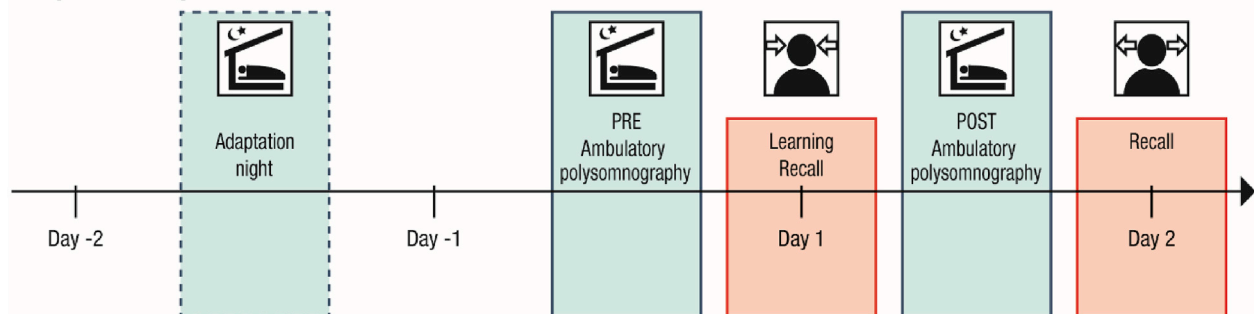 Adaptation
night
PRE
Ambulatory
polysomnography
Learning
Recall
POST
Ambulatory
polysomnography
Recall
Day -2
Day -1
Day 1
Day 2